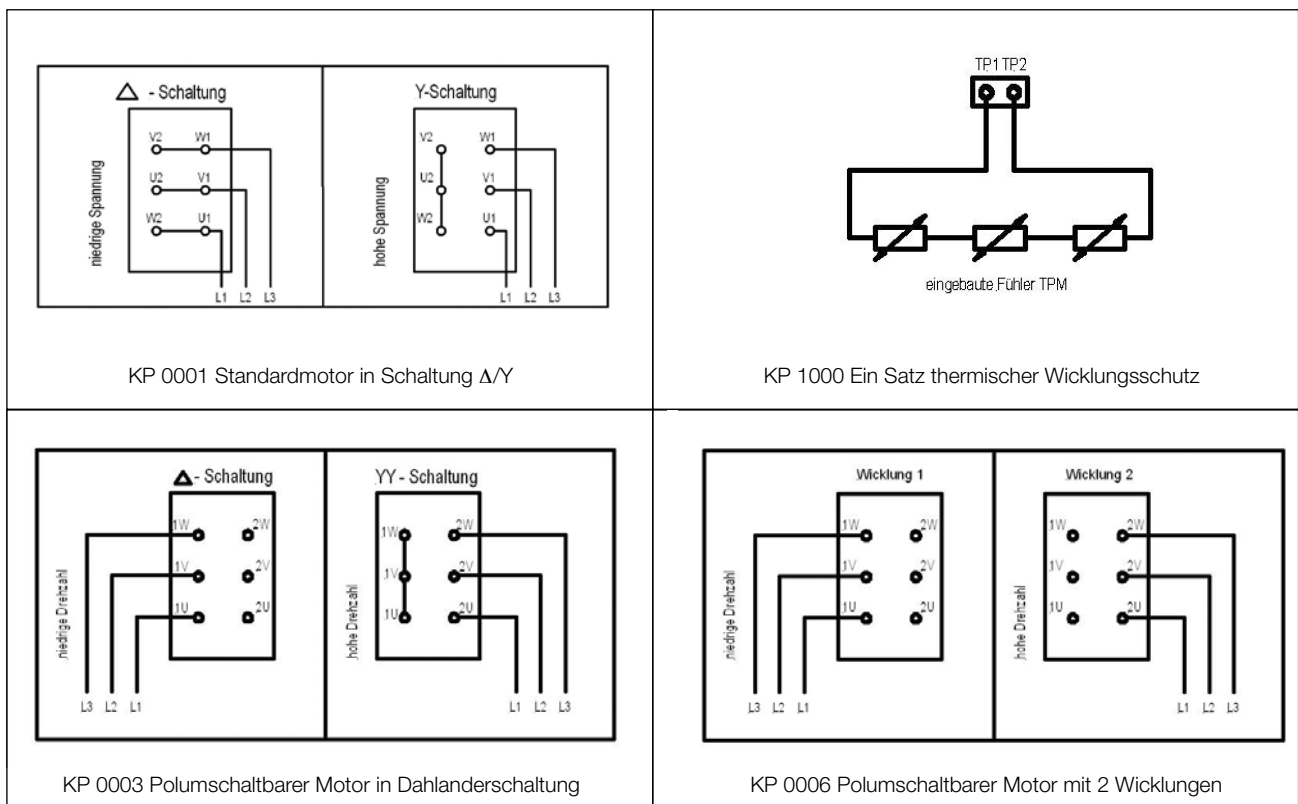 △ - Schaltung
niedrige Spannung
V2 W1
U2 V1
W2 U1
L1 L2 L3
Y-Schaltung
hohe Spannung
V2 W1
U2 V1
W2 U1
L1 L2 L3
KP 0001 Standardmotor in Schaltung Δ/Y
TP1 TP2
eingebaute Fühler TPM
KP 1000 Ein Satz thermischer Wicklungsschutz
Δ - Schaltung
niedrige Drehzahl
1W 2W
1V 2V
1U 2U
L3 L2 L1
YY - Schaltung
hohe Drehzahl
1W 2W
1V 2V
1U 2U
L1 L2 L3
KP 0003 Polumschaltbarer Motor in Dahlanderschaltung
Wicklung 1
niedrige Drehzahl
1W 2W
1V 2V
1U 2U
L3 L2 L1
Wicklung 2
hohe Drehzahl
1W 2W
1V 2V
1U 2U
L1 L2 L3
KP 0006 Polumschaltbarer Motor mit 2 Wicklungen